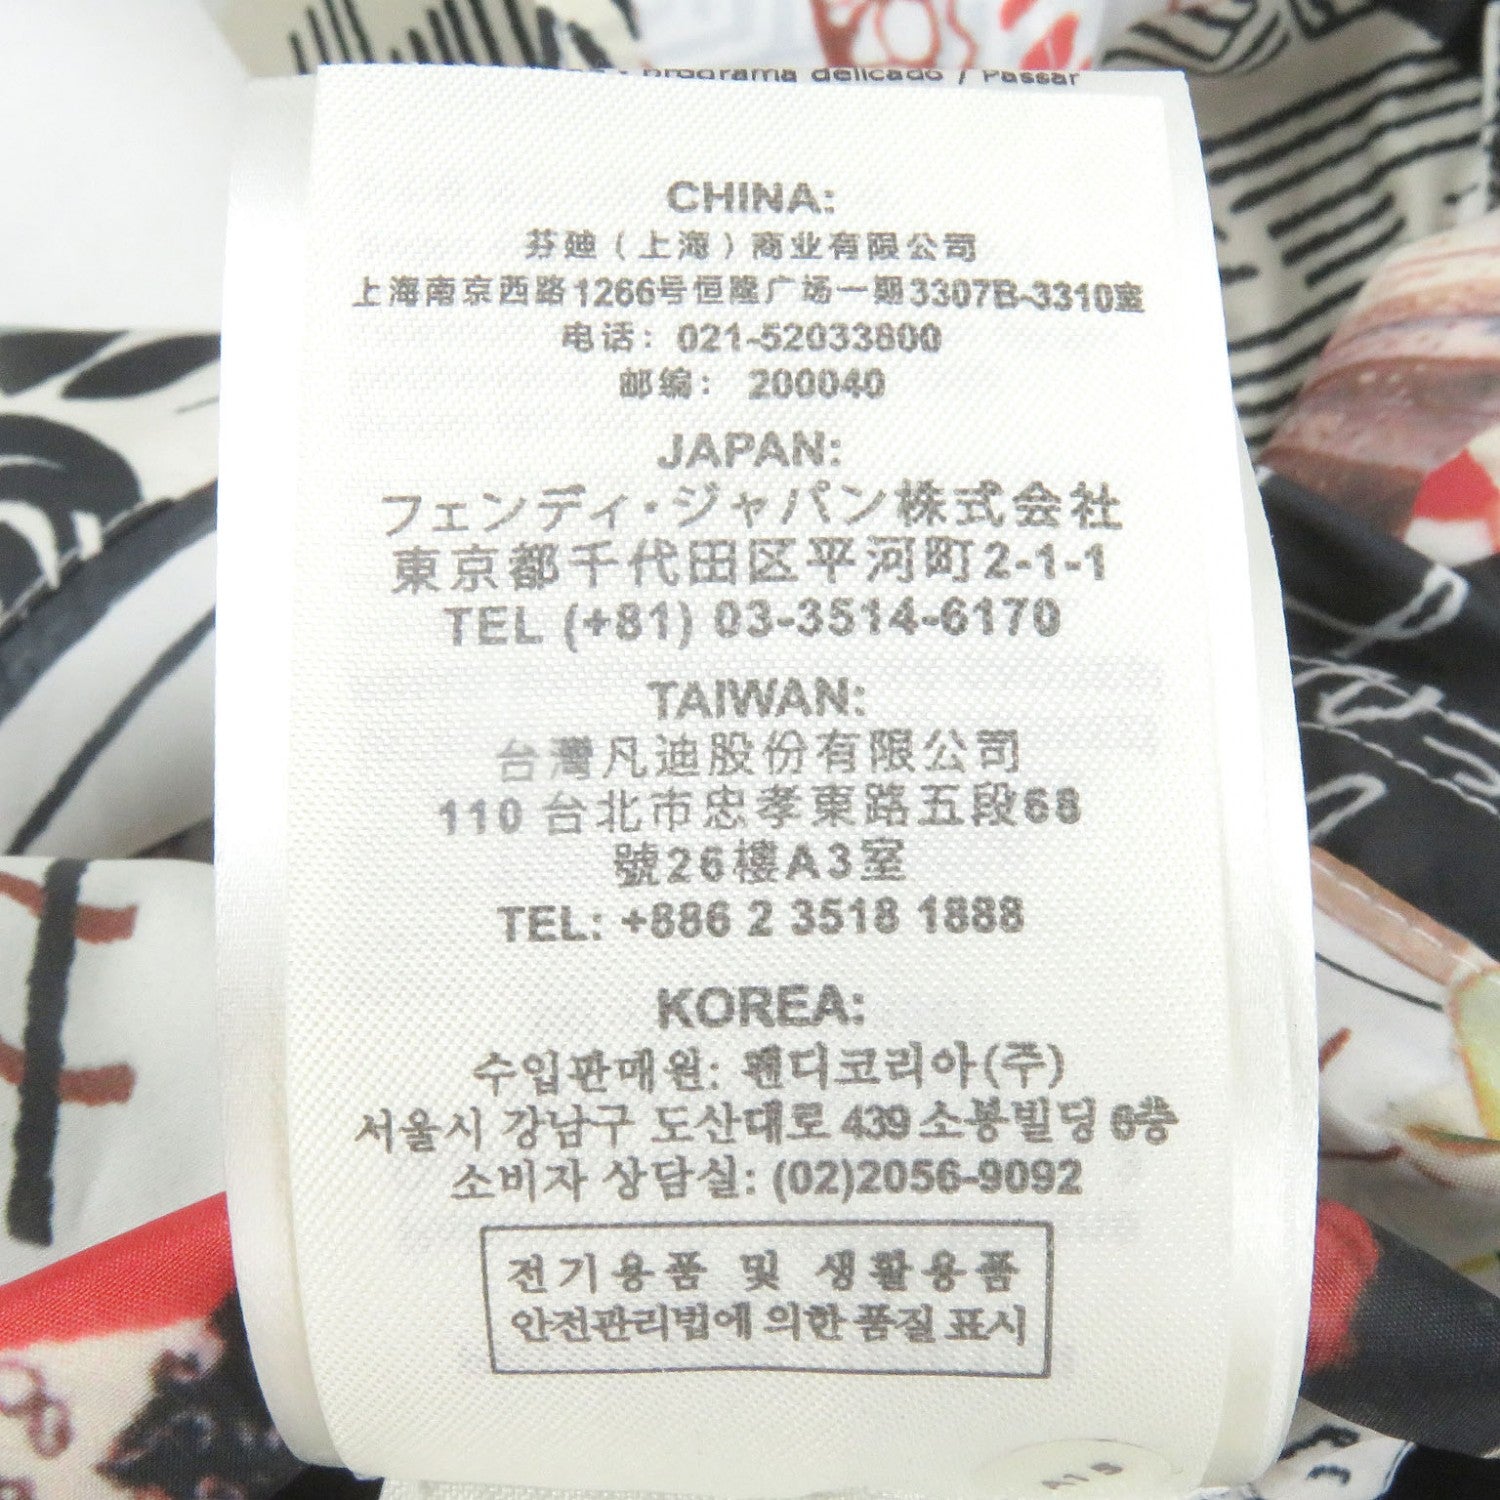 programa delicado / Passar
CHINA:
芬迪（上海）商业有限公司
上海南京西路1266号恒隆广场一期3307B-3310室
电话：021-52033800
邮编：200040
JAPAN:
フェンディ・ジャパン株式会社
東京都千代田区平河町2-1-1
TEL (+81) 03-3514-6170
TAIWAN:
台灣凡迪股份有限公司
110 台北市忠孝東路五段68
號26樓A3室
TEL: +886 2 3518 1888
KOREA:
수입판매원: 펜디코리아(주)
서울시 강남구 도산대로 439 소봉빌딩 6층
소비자 상담실: (02)2056-9092
전기용품 및 생활용품
안전관리법에 의한 품질 표시